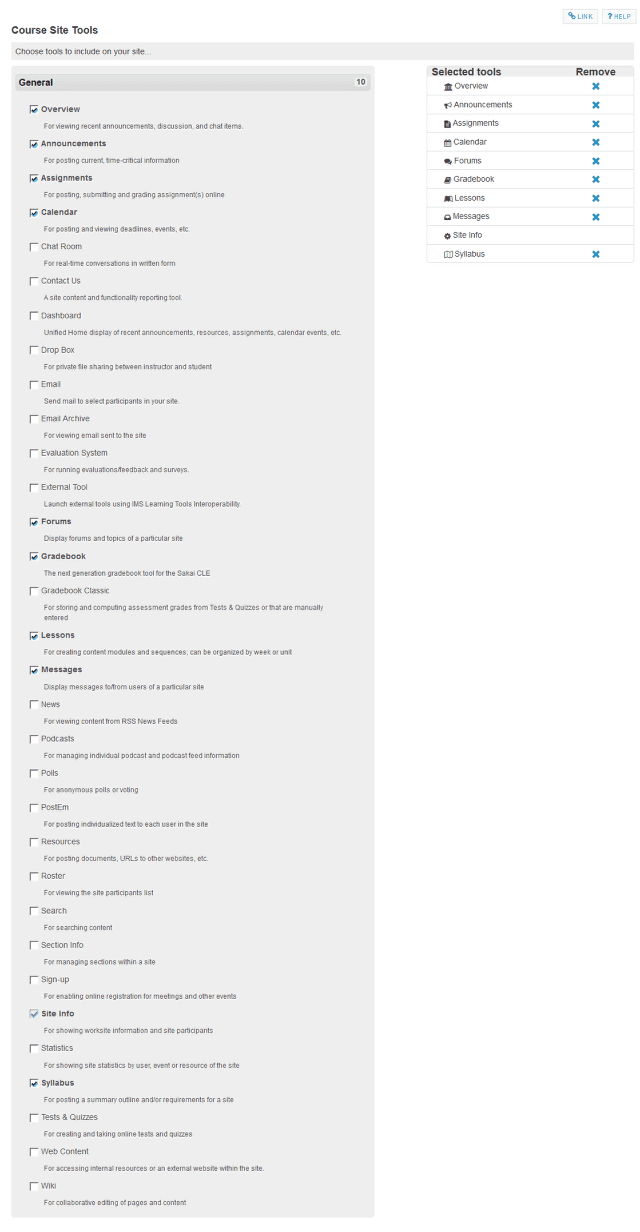 LINK
? HELP
Course Site Tools
Choose tools to include on your site...
General 10
Overview
For viewing recent announcements, discussion, and chat items.
Announcements
For posting current, time-critical information
Assignments
For posting, submitting and grading assignment(s) online
Calendar
For posting and viewing deadlines, events, etc.
Chat Room
For real-time conversations in written form
Contact Us
A site content and functionality reporting tool.
Dashboard
Unified Home display of recent announcements, resources, assignments, calendar events, etc.
Drop Box
For private file sharing between instructor and student
Email
Send mail to select participants in your site.
Email Archive
For viewing email sent to the site
Evaluation System
For running evaluations/feedback and surveys.
External Tool
Launch external tools using IMS Learning Tools Interoperability.
Forums
Display forums and topics of a particular site
Gradebook
The next generation gradebook tool for the Sakai CLE
Gradebook Classic
For storing and computing assessment grades from Tests & Quizzes or that are manually
entered
Lessons
For creating content modules and sequences, can be organized by week or unit
Messages
Display messages to/from users of a particular site
News
For viewing content from RSS News Feeds
Podcasts
For managing individual podcast and podcast feed information
Polls
For anonymous polls or voting
PostEm
For posting individualized text to each user in the site
Resources
For posting documents, URLs to other websites, etc.
Roster
For viewing the site participants list
Search
For searching content
Section Info
For managing sections within a site
Sign-up
For enabling online registration for meetings and other events
Site Info
For showing worksite information and site participants
Statistics
For showing site statistics by user, event or resource of the site
Syllabus
For posting a summary outline and/or requirements for a site
Tests & Quizzes
For creating and taking online tests and quizzes
Web Content
For accessing internal resources or an external website within the site.
Wiki
For collaborative editing of pages and content
Selected tools Remove
Overview
Announcements
Assignments
Calendar
Forums
Gradebook
Lessons
Messages
Site Info
Syllabus